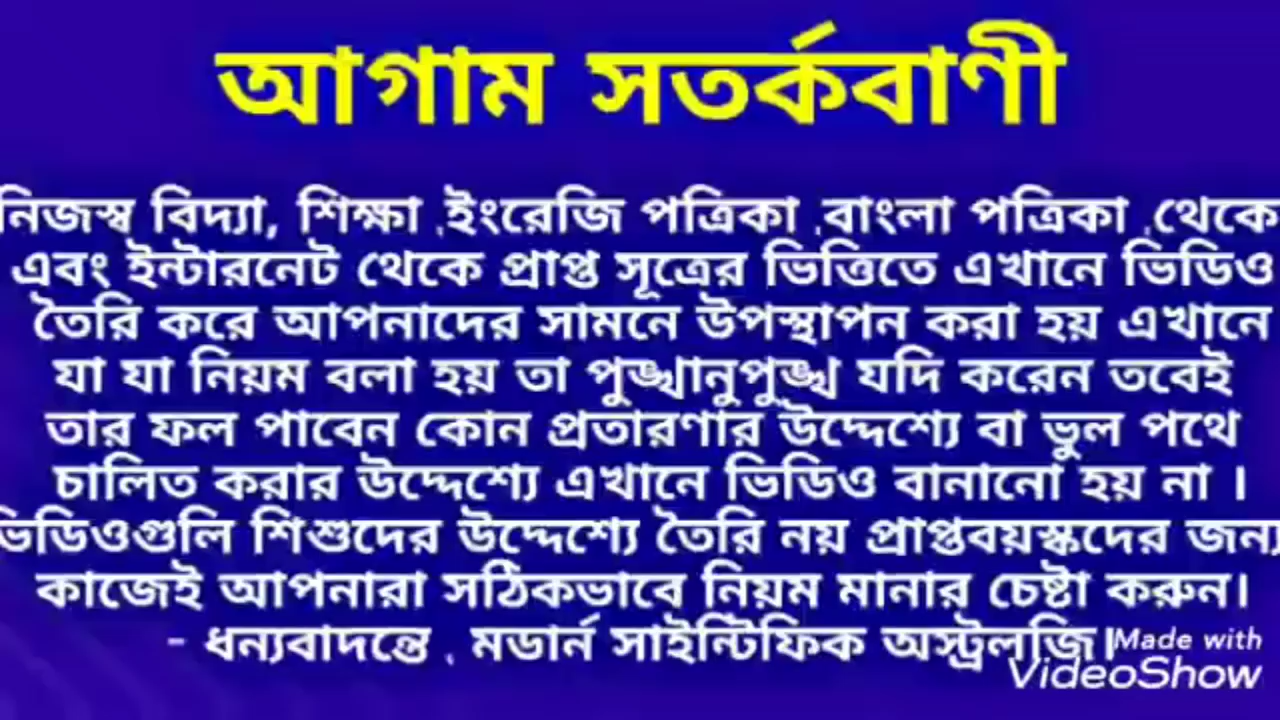 আগাম সতর্কবাণী
নিজস্ব বিদ্যা, শিক্ষা ,ইংরেজি পত্রিকা ,বাংলা পত্রিকা ,থেকে
এবং ইন্টারনেট থেকে প্রাপ্ত সূত্রের ভিত্তিতে এখানে ভিডিও
তৈরি করে আপনাদের সামনে উপস্থাপন করা হয় এখানে
যা যা নিয়ম বলা হয় তা পুঙ্খানুপুঙ্খ যদি করেন তবেই
তার ফল পাবেন কোন প্রতারণার উদ্দেশ্যে বা ভুল পথে
চালিত করার উদ্দেশ্যে এখানে ভিডিও বানানো হয় না ।
ভিডিওগুলি শিশুদের উদ্দেশ্যে তৈরি নয় প্রাপ্তবয়স্কদের জন্য
কাজেই আপনারা সঠিকভাবে নিয়ম মানার চেষ্টা করুন।
- ধন্যবাদন্তে , মডার্ন সাইন্টিফিক অস্ট্রলজি।
Made with
VideoShow